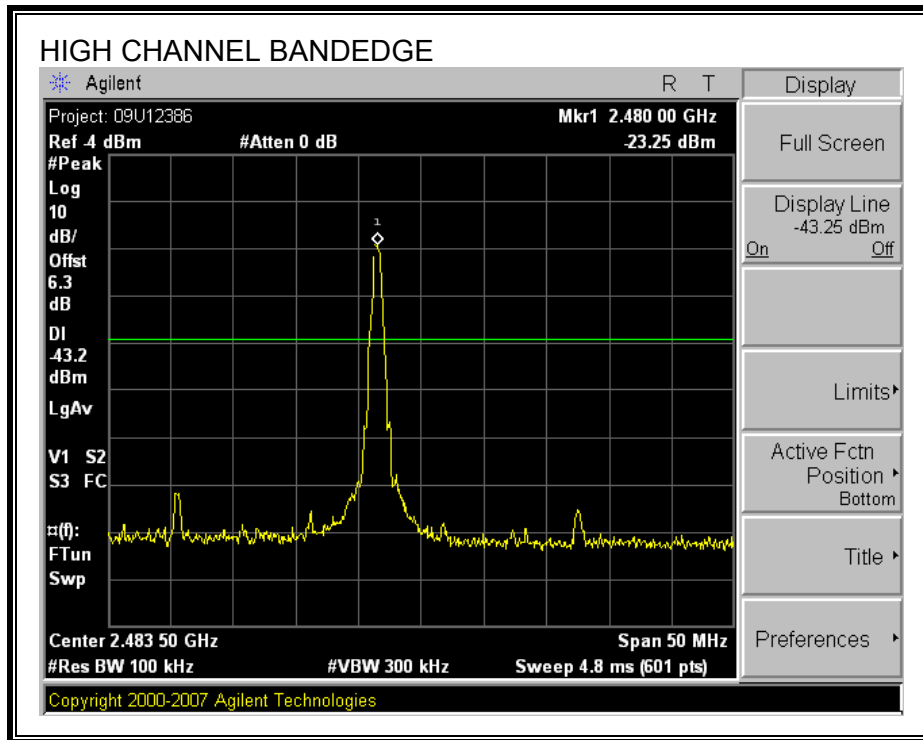 HIGH CHANNEL BANDEDGE
Agilent
R T
Display
Project: 09U12386
Mkr1 2.480 00 GHz
Ref -4 dBm
#Atten 0 dB
-23.25 dBm
#Peak
Log
10
dB/
Offst
6.3
dB
DI
-43.2
dBm
LgAv
V1 S2
S3 FC
¤(f):
FTun
Swp
1
Center 2.483 50 GHz
Span 50 MHz
#Res BW 100 kHz
#VBW 300 kHz
Sweep 4.8 ms (601 pts)
Copyright 2000-2007 Agilent Technologies
Full Screen
Display Line
-43.25 dBm
On Off
Limits
Active Fctn
Position
Bottom
Title
Preferences